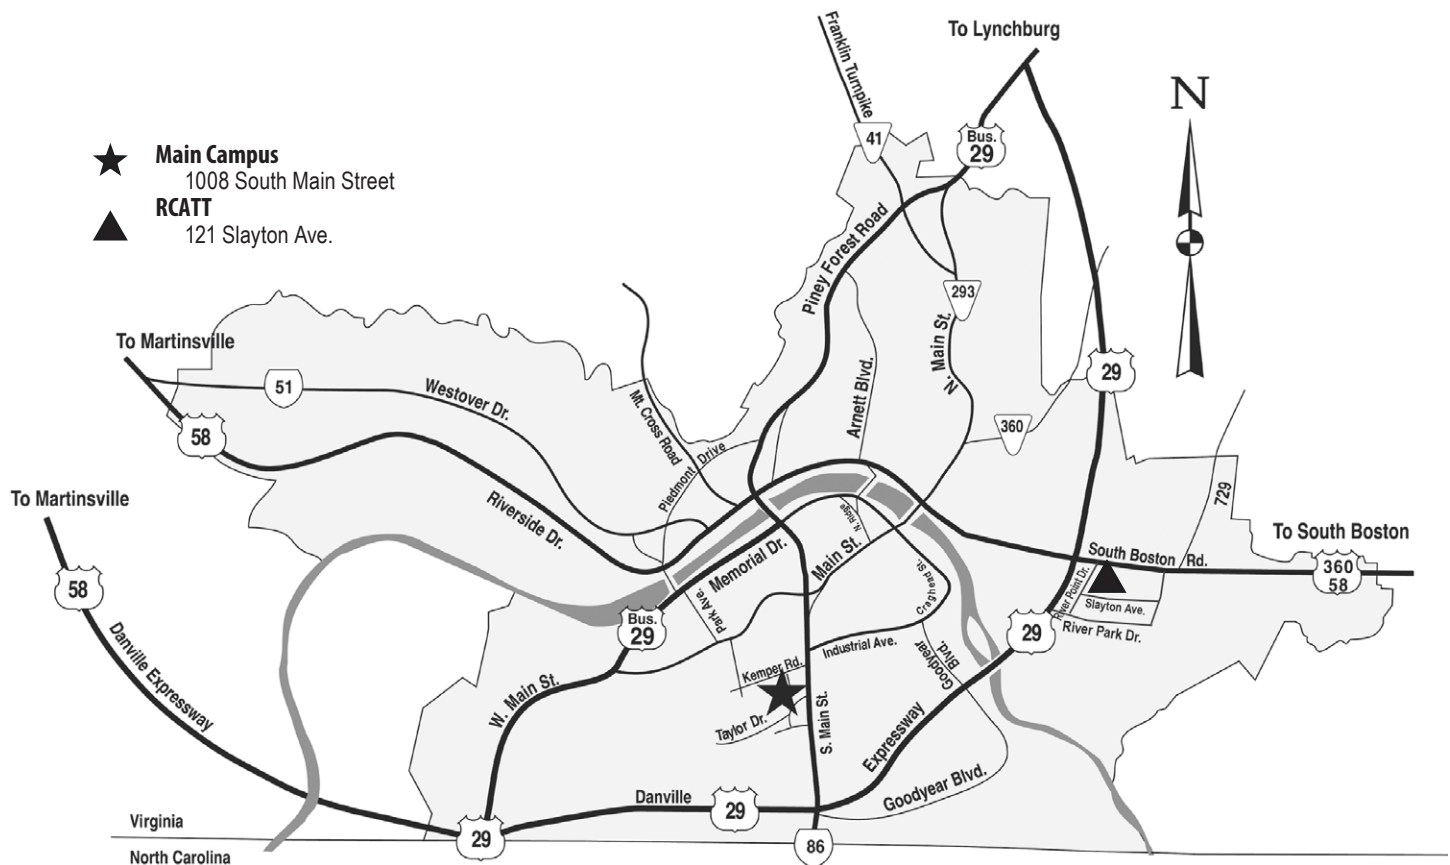 To Lynchburg
Franklin Turnpike
N
41
Bus.
29
Main Campus
1008 South Main Street
RCATT
121 Slayton Ave.
Piney Forest Road
293
To Martinsville
N. Main St.
29
51
Westover Dr.
Mt. Cross Road
Arnett Blvd.
360
58
Piedmont Drive
To Martinsville
Riverside Dr.
729
N. Ridge
To South Boston
Memorial Dr.
Main St.
South Boston Rd.
360
58
58
Craghead St.
River Point Dr.
Slayton Ave.
Park Ave.
Bus.
29
29
River Park Dr.
Industrial Ave.
Goodyear
Blvd.
Danville Expressway
Kemper Rd.
W. Main St.
Taylor Dr.
S. Main St.
Expressway
Goodyear Blvd.
Danville
29
Virginia
29
86
North Carolina